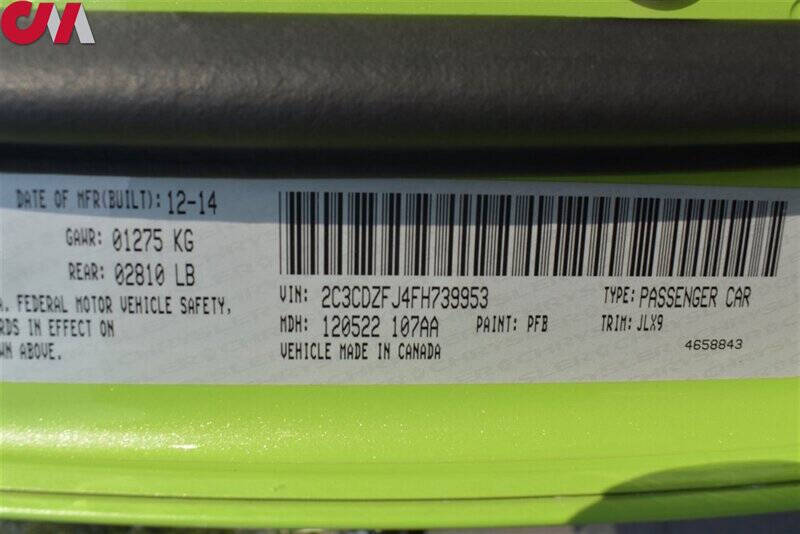 CM
DATE OF MFR(BUILT): 12-14
GAWR: 01275 KG
REAR: 02810 LB
A. FEDERAL MOTOR VEHICLE SAFETY,
RDS IN EFFECT ON
WN ABOVE.
VIN: 2C3CDZFJ4FH739953 TYPE: PASSENGER CAR
MDH: 120522 107AA PAINT: PFB TRIM: JLX9
VEHICLE MADE IN CANADA 4658843